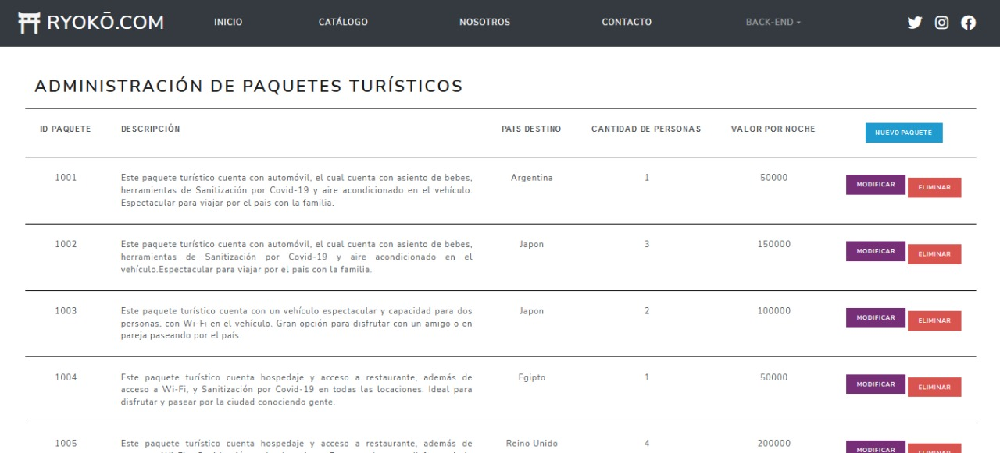 RYOKŌ.COM INICIO CATÁLOGO NOSOTROS CONTACTO BACK-END
ADMINISTRACIÓN DE PAQUETES TURÍSTICOS
ID PAQUETE DESCRIPCIÓN PAIS DESTINO CANTIDAD DE PERSONAS VALOR POR NOCHE NUEVO PAQUETE
1001 Este paquete turístico cuenta con automóvil, el cual cuenta con asiento de bebes, Argentina 1 50000
herramientas de Sanitización por Covid-19 y aire acondicionado en el vehículo. MODIFICAR ELIMINAR
Espectacular para viajar por el pais con la familia.
1002 Este paquete turístico cuenta con automóvil, el cual cuenta con asiento de bebes, Japon 3 150000
herramientas de Sanitización por Covid-19 y aire acondicionado en el MODIFICAR ELIMINAR
vehículo.Espectacular para viajar por el pais con la familia.
1003 Este paquete turístico cuenta con un vehículo espectacular y capacidad para dos Japon 2 100000
personas, con Wi-Fi en el vehículo. Gran opción para disfrutar con un amigo o en MODIFICAR ELIMINAR
pareja paseando por el país.
1004 Este paquete turístico cuenta hospedaje y acceso a restaurante, además de Egipto 1 50000
acceso a Wi-Fi, y Sanitización por Covid-19 en todas las locaciones. Ideal para MODIFICAR ELIMINAR
disfrutar y pasear por la ciudad conociendo gente.
1005 Este paquete turístico cuenta hospedaje y acceso a restaurante, además de Reino Unido 4 200000
MODIFICAR ELIMINAR